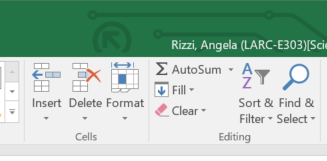 Rizzi, Angela (LARC-E303)[Scie
AutoSum
Fill
Clear
Insert Delete Format
Sort & Find &
Filter Select
Cells
Editing